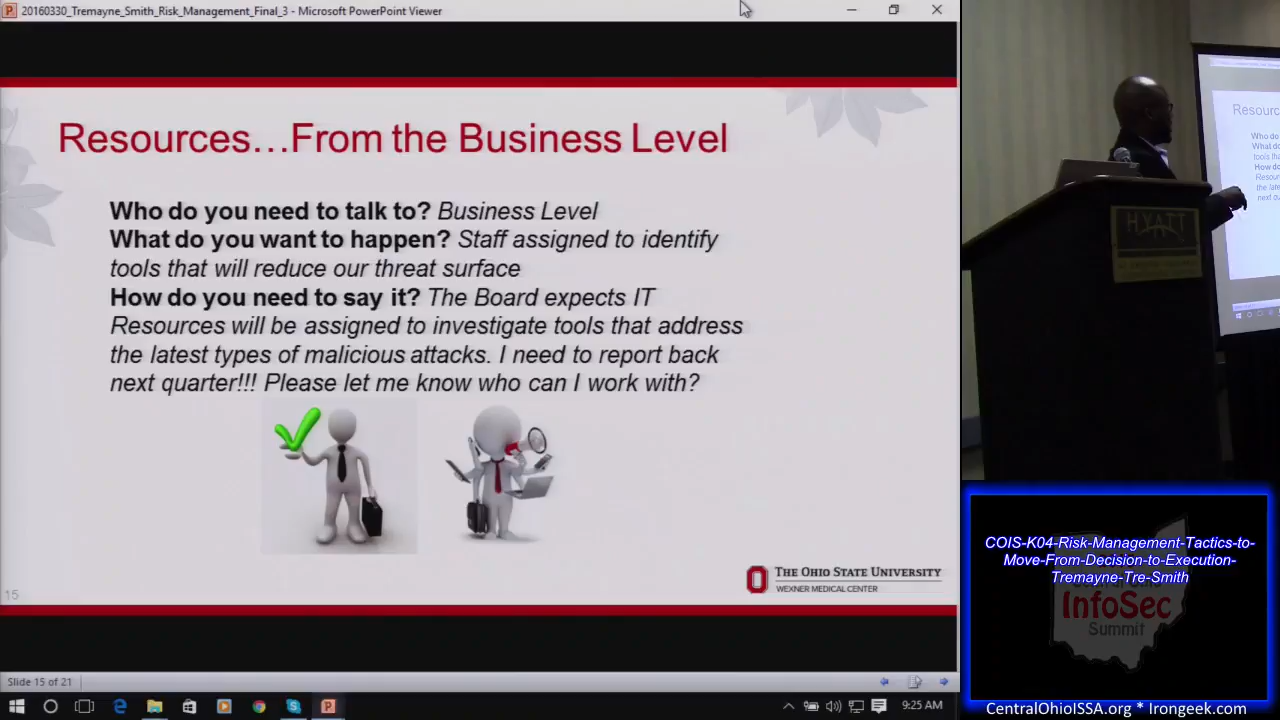 20160330_Tremayne_Smith_Risk_Management_Final_3 - Microsoft PowerPoint Viewer
Resources…From the Business Level
Who do you need to talk to? Business Level
What do you want to happen? Staff assigned to identify
tools that will reduce our threat surface
How do you need to say it? The Board expects IT
Resources will be assigned to investigate tools that address
the latest types of malicious attacks. I need to report back
next quarter!!! Please let me know who can I work with?
THE OHIO STATE UNIVERSITY
WEXNER MEDICAL CENTER
15
Slide 15 of 21
9:25 AM
HYATT
COIS-K04-Risk-Management-Tactics-to-
Move-From-Decision-to-Execution-
Tremayne-Tre-Smith
InfoSec
Summit
CentralOhioISSA.org * Irongeek.com